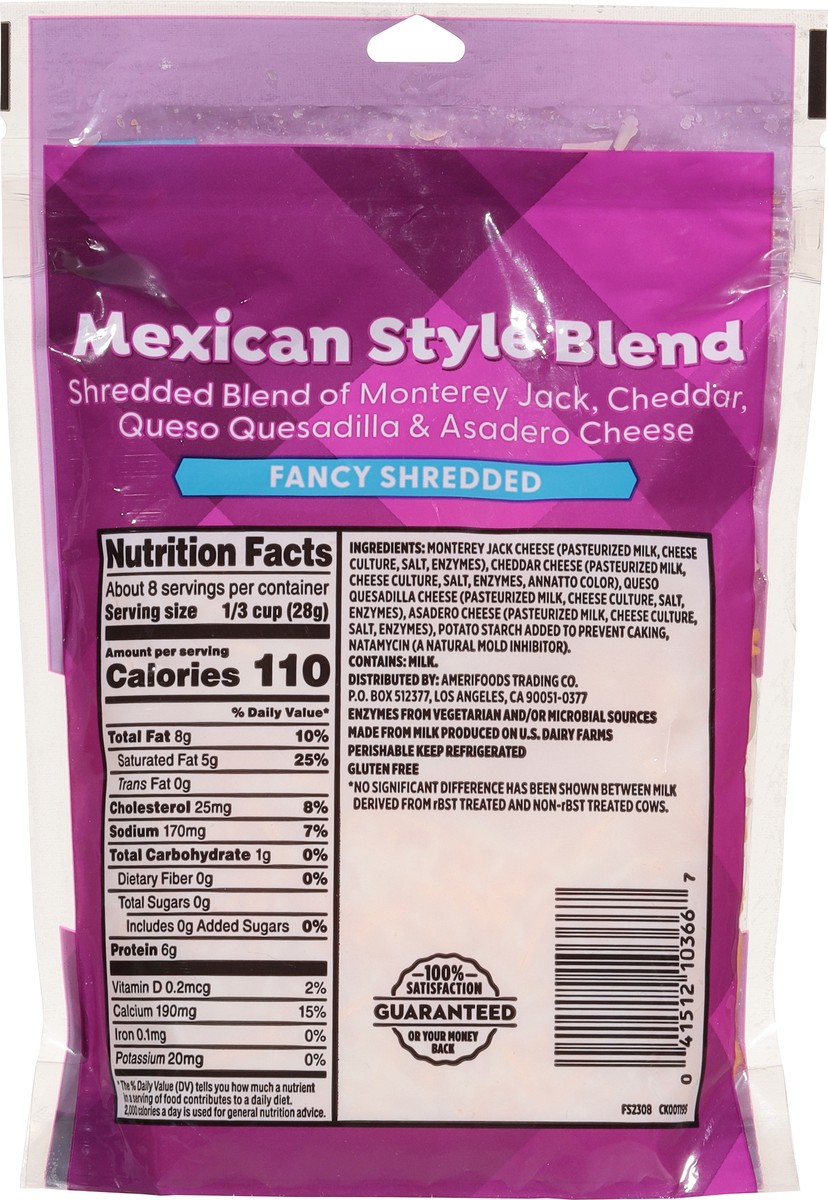 Mexican Style Blend
Shredded Blend of Monterey Jack, Cheddar,
Queso Quesadilla & Asadero Cheese
FANCY SHREDDED
Nutrition Facts
About 8 servings per container
Serving size 1/3 cup (28g)
Amount per serving
Calories 110
% Daily Value*
Total Fat 8g 10%
Saturated Fat 5g 25%
Trans Fat 0g
Cholesterol 25mg 8%
Sodium 170mg 7%
Total Carbohydrate 1g 0%
Dietary Fiber 0g 0%
Total Sugars 0g
Includes 0g Added Sugars 0%
Protein 6g
Vitamin D 0.2mcg 2%
Calcium 190mg 15%
Iron 0.1mg 0%
Potassium 20mg 0%
*The % Daily Value (DV) tells you how much a nutrient
in a serving of food contributes to a daily diet.
2,000 calories a day is used for general nutrition advice.
INGREDIENTS: MONTEREY JACK CHEESE (PASTEURIZED MILK, CHEESE
CULTURE, SALT, ENZYMES), CHEDDAR CHEESE (PASTEURIZED MILK,
CHEESE CULTURE, SALT, ENZYMES, ANNATTO COLOR), QUESO
QUESADILLA CHEESE (PASTEURIZED MILK, CHEESE CULTURE, SALT,
ENZYMES), ASADERO CHEESE (PASTEURIZED MILK, CHEESE CULTURE,
SALT, ENZYMES), POTATO STARCH ADDED TO PREVENT CAKING,
NATAMYCIN (A NATURAL MOLD INHIBITOR).
CONTAINS: MILK.
DISTRIBUTED BY: AMERIFOODS TRADING CO.
P.O. BOX 512377, LOS ANGELES, CA 90051-0377
ENZYMES FROM VEGETARIAN AND/OR MICROBIAL SOURCES
MADE FROM MILK PRODUCED ON U.S. DAIRY FARMS
PERISHABLE KEEP REFRIGERATED
GLUTEN FREE
*NO SIGNIFICANT DIFFERENCE HAS BEEN SHOWN BETWEEN MILK
DERIVED FROM rBST TREATED AND NON-rBST TREATED COWS.
100%
SATISFACTION
GUARANTEED
OR YOUR MONEY
BACK
0 41512 10366 7
FS2308 CK001195